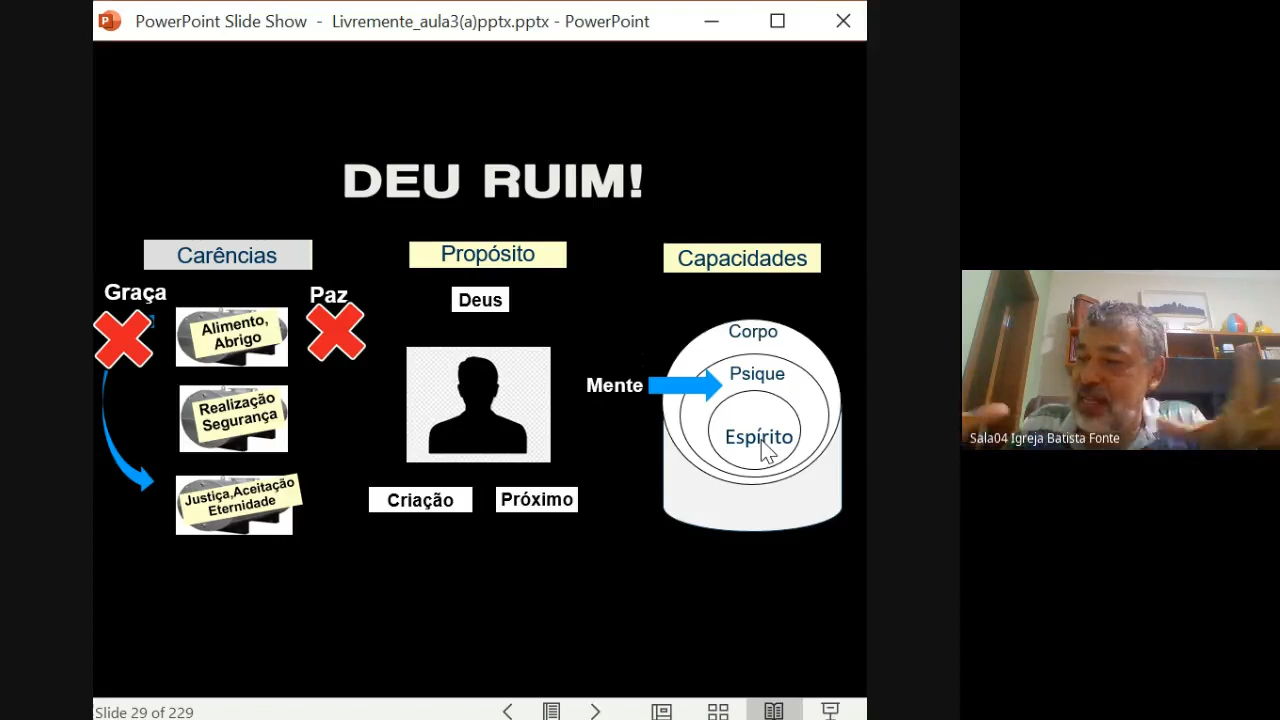 PowerPoint Slide Show - Livremente_aula3(a)pptx.pptx - PowerPoint
DEU RUIM!
Carências
Propósito
Capacidades
Graça
Paz
Alimento,
Abrigo
Realização
Segurança
Justiça,Aceitação
Eternidade
Deus
Criação
Próximo
Mente
Corpo
Psique
Espírito
Sala04 Igreja Batista Fonte
Slide 29 of 229